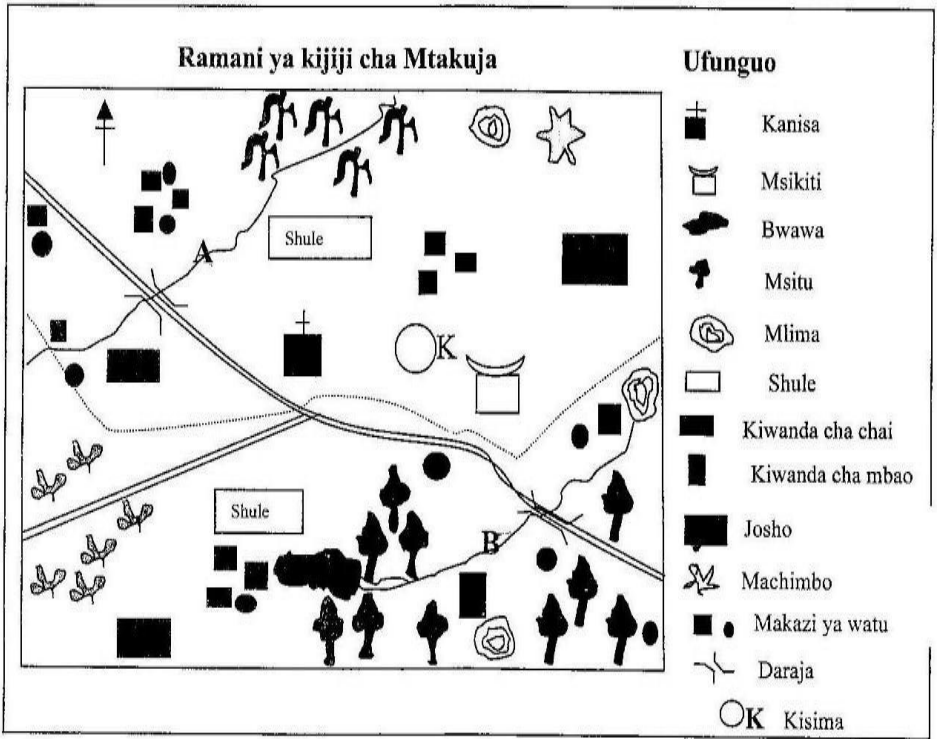 Ramani ya kijiji cha Mtakuja
A
Shule
K
Shule
B
Ufunguo
Kanisa
Msikiti
Bwawa
Msitu
Mlima
Shule
Kiwanda cha chai
Kiwanda cha mbao
Josho
Machimbo
Makazi ya watu
Daraja
K Kisima